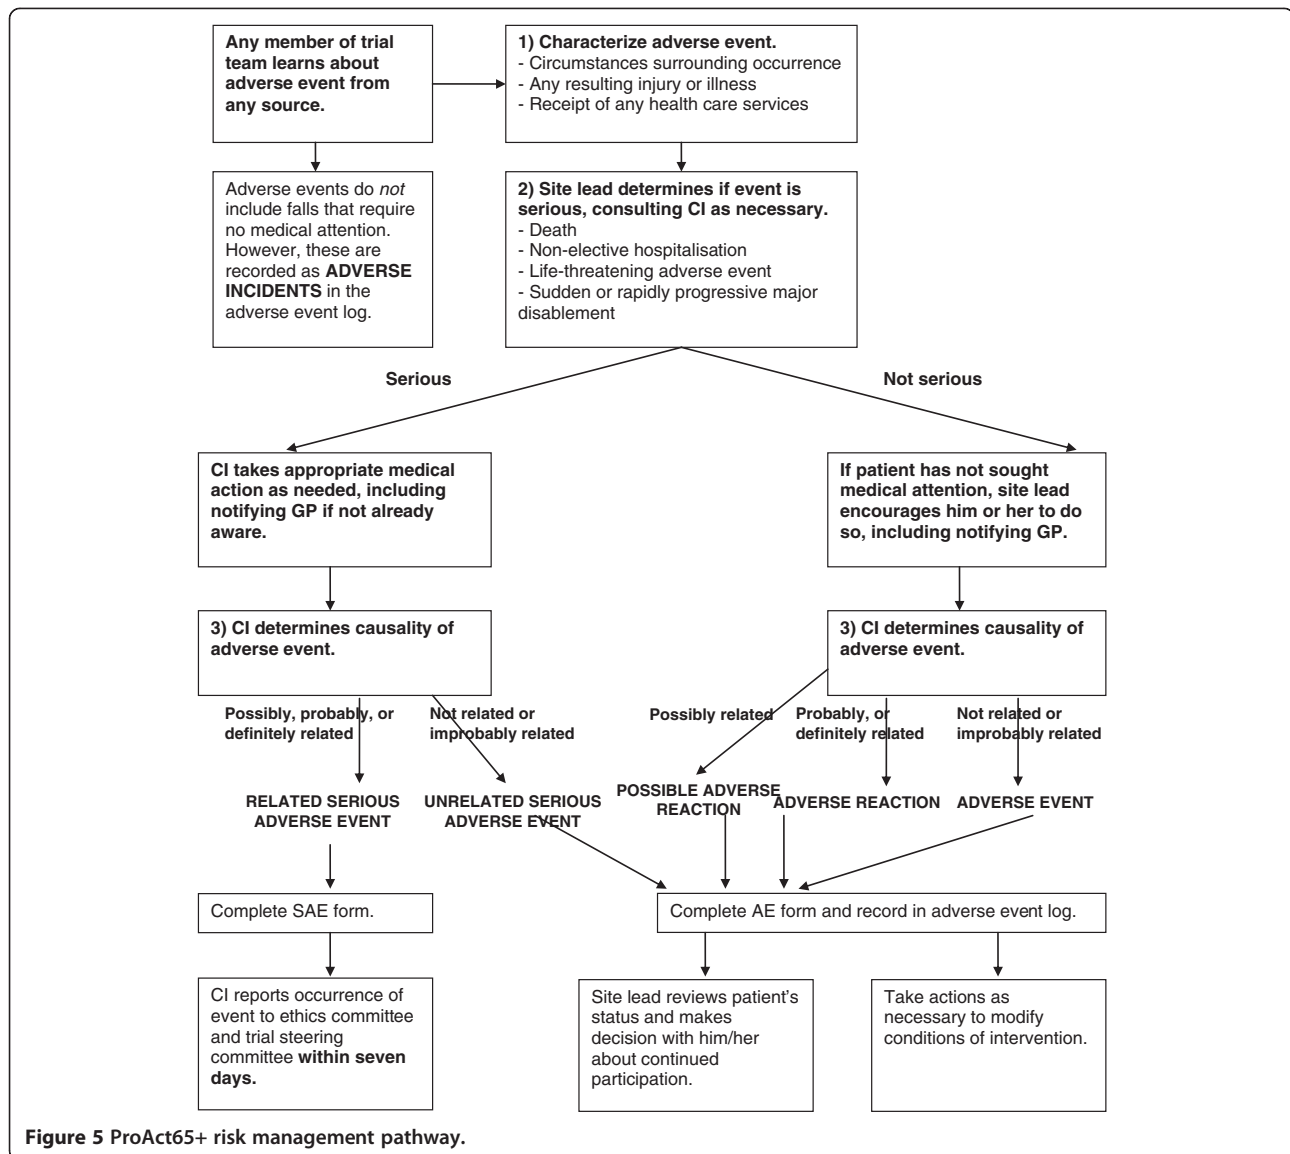 Any member of trial
team learns about
adverse event from
any source.
1) Characterize adverse event.
- Circumstances surrounding occurrence
- Any resulting injury or illness
- Receipt of any health care services
Adverse events do not
include falls that require
no medical attention.
However, these are
recorded as ADVERSE
INCIDENTS in the
adverse event log.
2) Site lead determines if event is
serious, consulting CI as necessary.
- Death
- Non-elective hospitalisation
- Life-threatening adverse event
- Sudden or rapidly progressive major
disablement
Serious
Not serious
CI takes appropriate medical
action as needed, including
notifying GP if not already
aware.
If patient has not sought
medical attention, site lead
encourages him or her to do
so, including notifying GP.
3) CI determines causality of
adverse event.
3) CI determines causality of
adverse event.
Possibly, probably, or
definitely related
Not related or
improbably related
Possibly related
Probably, or
definitely related
Not related or
improbably related
RELATED SERIOUS
ADVERSE EVENT
UNRELATED SERIOUS
ADVERSE EVENT
POSSIBLE ADVERSE
REACTION
ADVERSE REACTION
ADVERSE EVENT
Complete SAE form.
Complete AE form and record in adverse event log.
CI reports occurrence of
event to ethics committee
and trial steering
committee within seven
days.
Site lead reviews patient's
status and makes
decision with him/her
about continued
participation.
Take actions as
necessary to modify
conditions of intervention.
Figure 5 ProAct65+ risk management pathway.